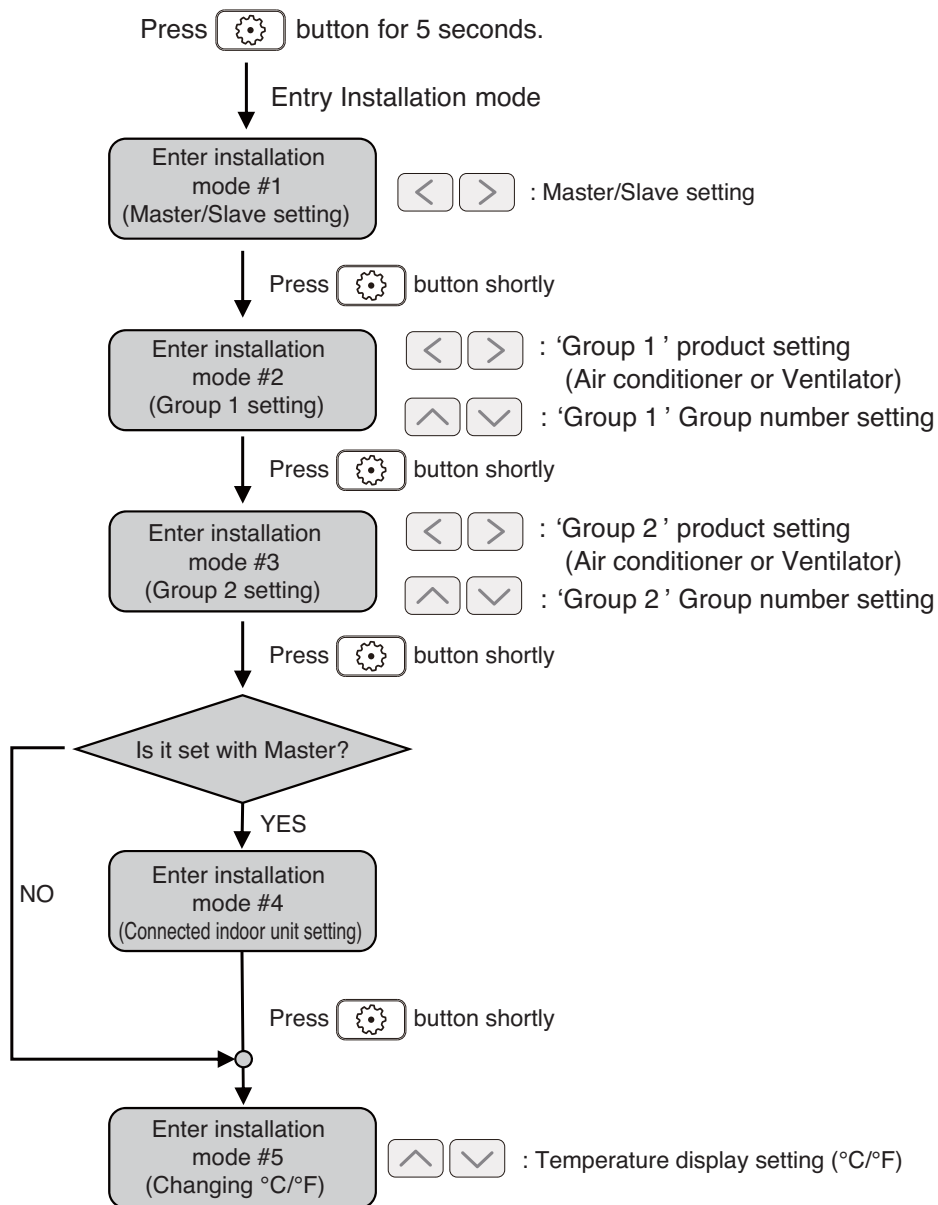 Press button for 5 seconds.
Entry Installation mode
Enter installation
mode #1
(Master/Slave setting)
: Master/Slave setting
Press button shortly
Enter installation
mode #2
(Group 1 setting)
: ‘Group 1 ’ product setting
(Air conditioner or Ventilator)
: ‘Group 1 ’ Group number setting
Press button shortly
Enter installation
mode #3
(Group 2 setting)
: ‘Group 2 ’ product setting
(Air conditioner or Ventilator)
: ‘Group 2 ’ Group number setting
Press button shortly
Is it set with Master?
YES
NO
Enter installation
mode #4
(Connected indoor unit setting)
Press button shortly
Enter installation
mode #5
(Changing °C/°F)
: Temperature display setting (°C/°F)